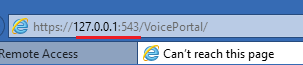 https://127.0.0.1:543/VoicePortal/
Remote Access
Can't reach this page